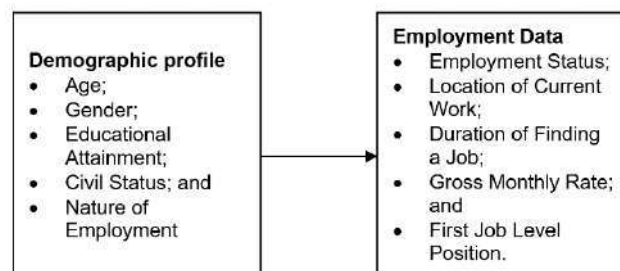 Demographic profile
• Age;
• Gender;
• Educational
Attainment;
• Civil Status; and
• Nature of
Employment
Employment Data
• Employment Status;
• Location of Current
Work;
• Duration of Finding
a Job;
• Gross Monthly Rate;
and
• First Job Level
Position.